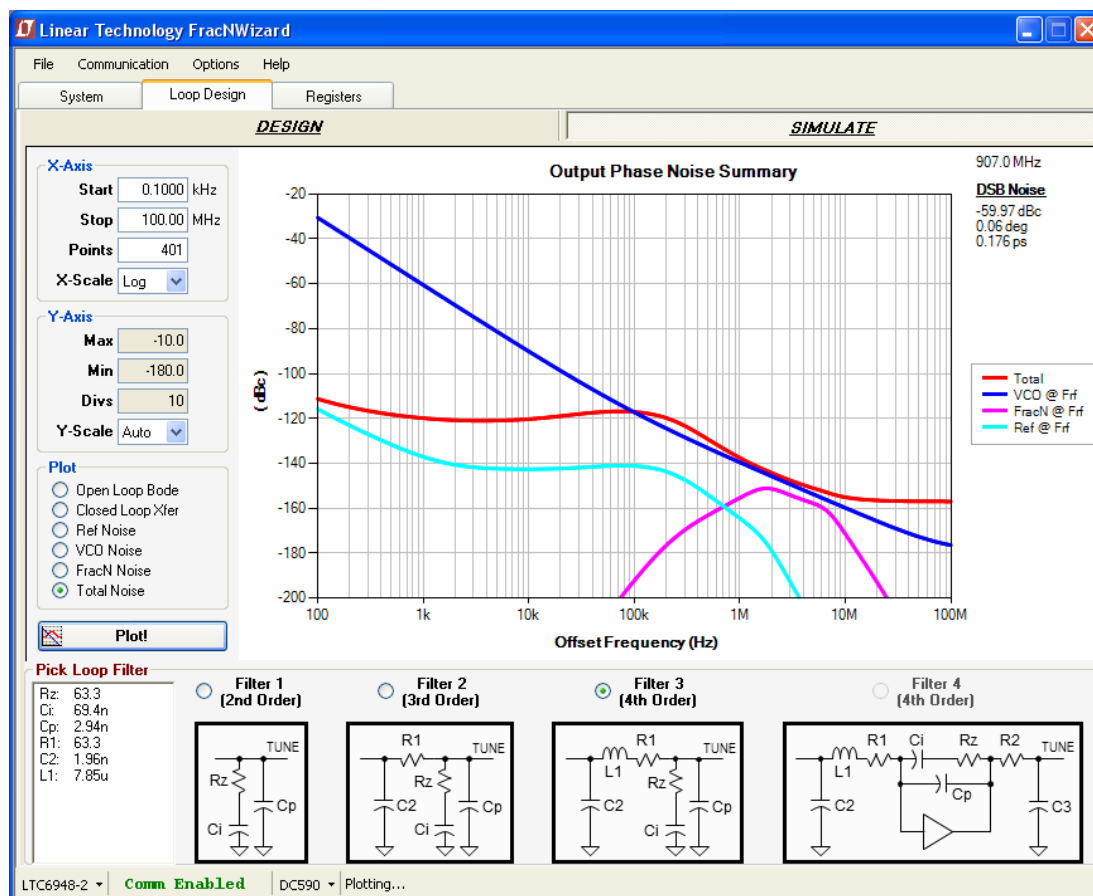 Linear Technology FracNWizard
File Communication Options Help
System Loop Design Registers
DESIGN SIMULATE
X-Axis
Start 0.1000 kHz
Stop 100.00 MHz
Points 401
X-Scale Log
Y-Axis
Max -10.0
Min -180.0
Divs 10
Y-Scale Auto
Plot
Open Loop Bode
Closed Loop Xfer
Ref Noise
VCO Noise
FracN Noise
Total Noise
Plot!
Output Phase Noise Summary
-20
-40
-60
-80
-100
-120
-140
-160
-180
-200
(dBc)
100 1k 10k 100k 1M 10M 100M
Offset Frequency (Hz)
907.0 MHz
DSB Noise
-59.97 dBc
0.06 deg
0.176 ps
Total
VCO @ Frf
FracN @ Frf
Ref @ Frf
Pick Loop Filter
Rz: 63.3
Ci: 69.4n
Cp: 2.94n
R1: 63.3
C2: 1.96n
L1: 7.85u
Filter 1
(2nd Order)
TUNE
Rz
Cp
Ci
Filter 2
(3rd Order)
R1
TUNE
Rz
C2
Cp
Ci
Filter 3
(4th Order)
R1
TUNE
L1
Rz
C2
Cp
Ci
Filter 4
(4th Order)
R1 Ci Rz R2 TUNE
L1
Cp
C2
C3
LTC6948-2 Comm Enabled DC590 Plotting...